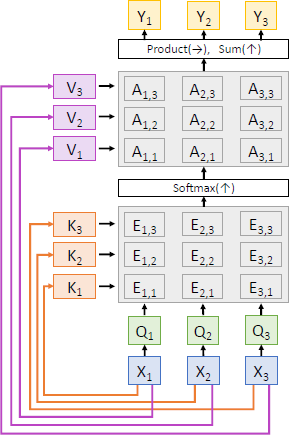 Y1 Y2 Y3
Product(→), Sum(↑)
V3 A1,3 A2,3 A3,3
V2 A1,2 A2,2 A3,2
V1 A1,1 A2,1 A3,1
Softmax(↑)
K3 E1,3 E2,3 E3,3
K2 E1,2 E2,2 E3,2
K1 E1,1 E2,1 E3,1
Q1 Q2 Q3
X1 X2 X3